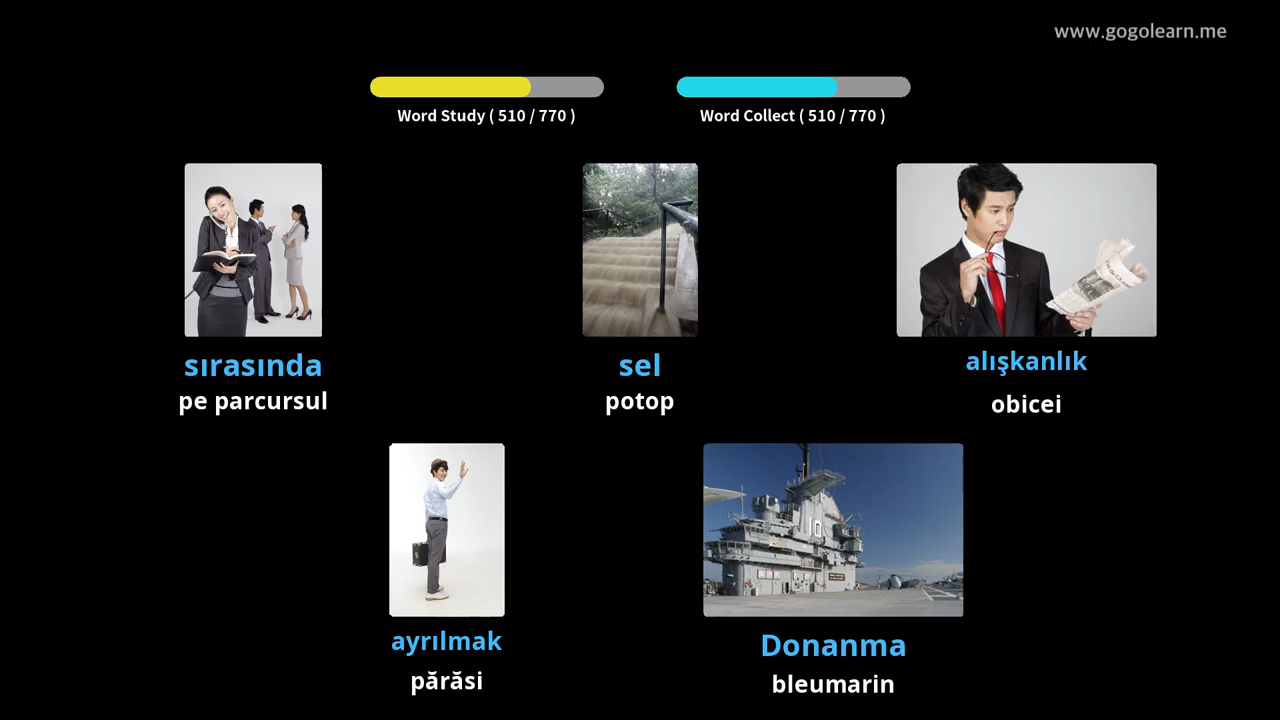 www.gogolearn.me
Word Study ( 510 / 770 )
Word Collect ( 510 / 770 )
sırasında
pe parcursul
sel
potop
alışkanlık
obicei
10
ayrılmak
părăsi
Donanma
bleumarin